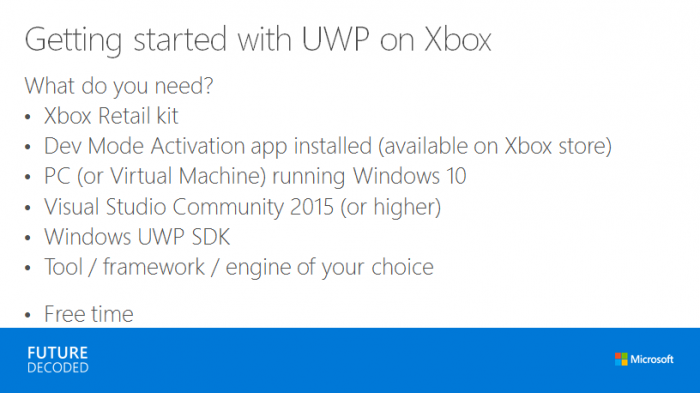 Getting started with UWP on Xbox
What do you need?
• Xbox Retail kit
• Dev Mode Activation app installed (available on Xbox store)
• PC (or Virtual Machine) running Windows 10
• Visual Studio Community 2015 (or higher)
• Windows UWP SDK
• Tool / framework / engine of your choice
• Free time
FUTURE
DECODED
Microsoft